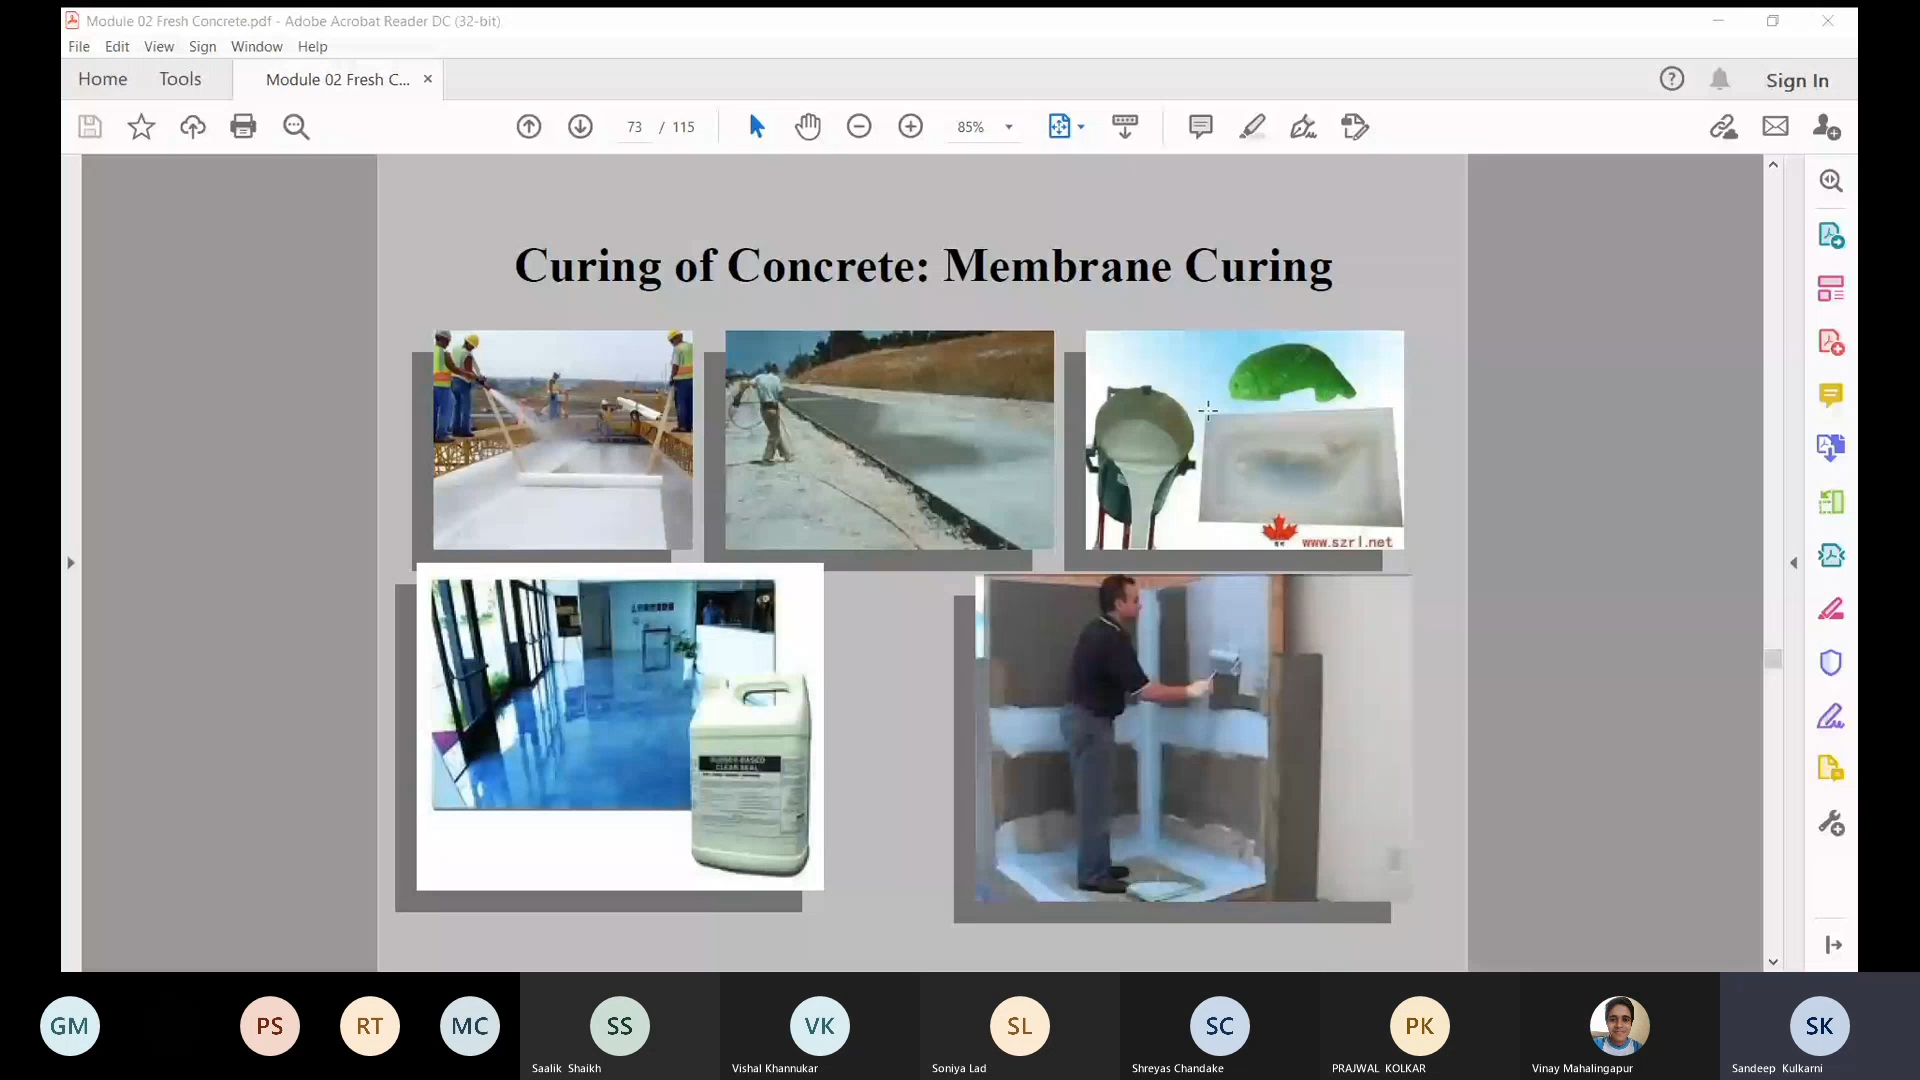 Module 02 Fresh Concrete.pdf - Adobe Acrobat Reader DC (32-bit)
File Edit View Sign Window Help
Home Tools Module 02 Fresh C... × Sign In
73 / 115 85%
Curing of Concrete: Membrane Curing
www.szrl.net
CLEAR SEAL
GM PS RT MC SS VK SL SC PK SK
Saalik Shaikh Vishal Khannukar Soniya Lad Shreyas Chandake PRAJWAL KOLKAR Vinay Mahalingapur Sandeep Kulkarni